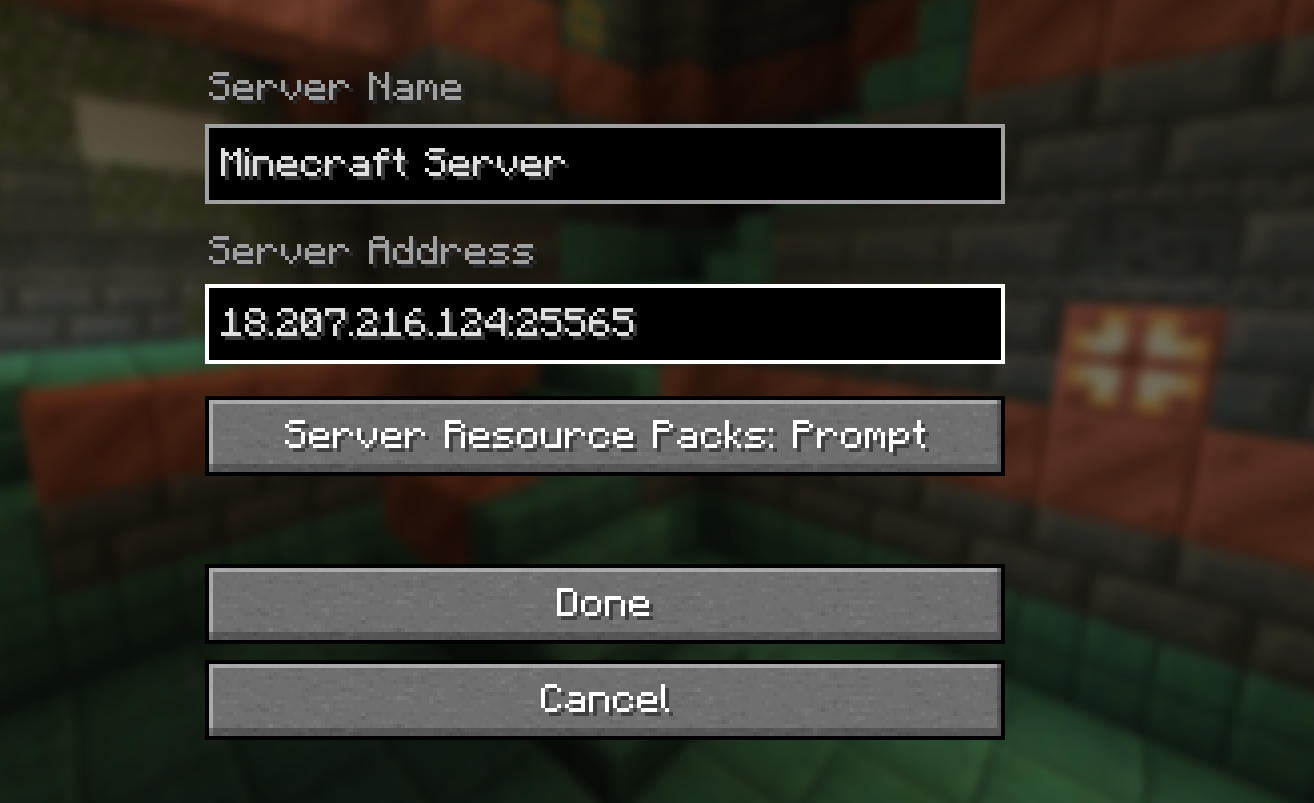 Server Name
Minecraft Server
Server Address
18.207.216.124:25565
Server Resource Packs: Prompt
Done
Cancel